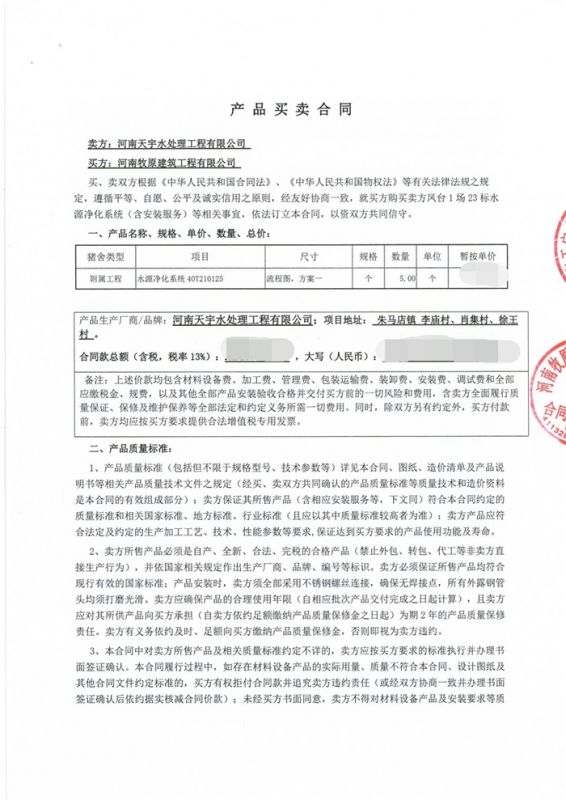 产品买卖合同
卖方：河南天宇水处理工程有限公司
买方：河南牧原建筑工程有限公司
买、卖双方根据《中华人民共和国合同法》、《中华人民共和国物权法》等有关法律法规之规
定，遵循平等、自愿、公平及诚实信用之原则，经友好协商一致，就买方购买卖方凤台1场23标水
源净化系统（含安装服务）等相关事宜，依法订立本合同，以资双方共同信守。
一、产品名称、规格、单价、数量、总价：
猪舍类型 项目 尺寸 规格 数量 单位 暂按单价
附属工程 水源净化系统40T210125 流程图，方案一 个 5.00 个
产品生产厂商/品牌：河南天宇水处理工程有限公司；项目地址： 朱马店镇 李庙村、肖集村、徐王
村 。
合同款总额（含税，税率13%）： ，大写（人民币）：
备注：上述价款均包含材料设备费、加工费、管理费、包装运输费、装卸费、安装费、调试费和全部
应缴税金、规费，以及其他全部产品安装验收合格并交付买方前的一切风险和费用，含卖方全面履行质
量保证、保修及维护保养等全部法定和约定义务所需一切费用。同时，除双方另有约定外，买方付款
前，卖方均应按买方要求提供合法增值税专用发票。
二、产品质量标准：
1、产品质量标准（包括但不限于规格型号、技术参数等）详见本合同、图纸、造价清单及产品说
明书等相关产品质量技术文件之规定（经买、卖双方共同确认的产品质量标准等质量技术和造价资料
是本合同的有效组成部分）；卖方保证其所售产品（含相应安装服务等，下文同）符合本合同约定的
质量标准和相关国家标准、地方标准、行业标准（且应以其中质量标准较高者为准）；卖方产品应符
合法定及约定的生产加工工艺、技术、性能参数等要求,保证达到买方要求的产品使用功能及寿命。
2、卖方所售产品必须是自产、全新、合法、完税的合格产品（禁止外包、转包、代工等非卖方直
接生产行为），并依国家相关规定作出生产厂商、品牌、编号等标识。卖方必须保证所售产品均符合
现行有效的国家标准；产品安装时，卖方须全部采用不锈钢螺丝连接，确保无焊接点，所有外露钢管
头均须打磨光滑。卖方应确保产品的合理使用年限（自相应批次产品交付完成之日起计算），且卖方
应对其所供产品向买方承担（自卖方依约足额缴纳产品质量保修金之日起）为期2年的产品质量保修
责任。卖方有义务依约及时、足额向买方缴纳产品质量保修金，否则即视为卖方违约。
3、本合同中对卖方所售产品及相关质量标准约定不详的，卖方应按买方要求的标准执行并办理书
面签证确认。本合同履行过程中，如存在材料设备产品的实际用量、质量不符合本合同、设计图纸及
其他合同文件约定标准的，买方有权拒付合同款并追究卖方违约责任（或经双方协商一致并办理书面
签证确认后依约据实核减合同价款）；未经买方书面同意，卖方不得对材料设备产品及安装要求等质
河南牧原
合同